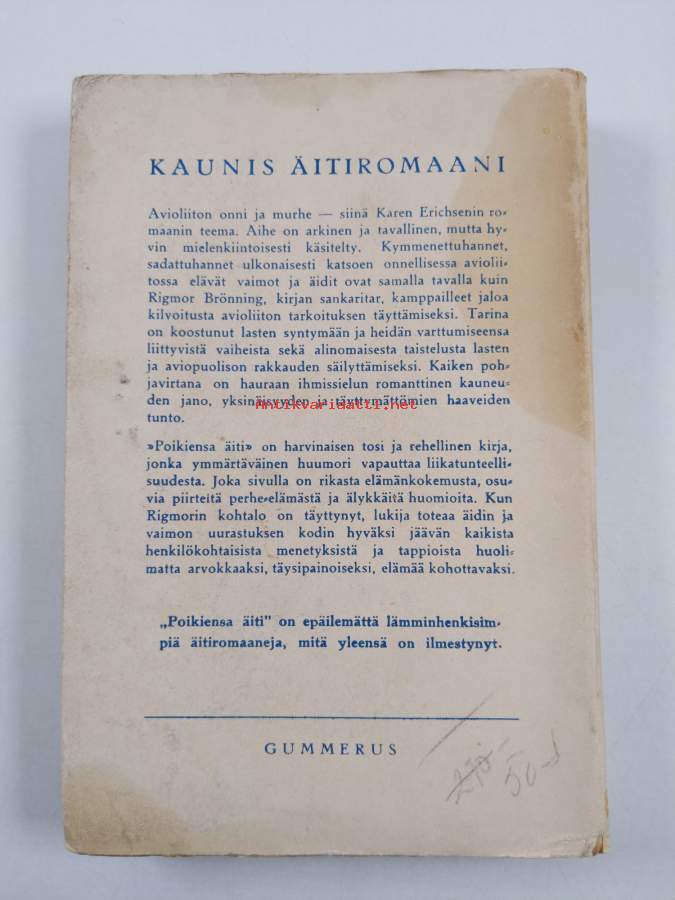 KAUNIS ÄITIROMAANI
Avioliiton onni ja murhe — siinä Karen Erichsenin ro-
maanin teema. Aihe on arkinen ja tavallinen, mutta hy-
vin mielenkiintoisesti käsitelty. Kymmenettuhannet,
sadattuhannet ulkonaisesti katsoen onnellisessa aviolii-
tossa elävät vaimot ja äidit ovat samalla tavalla kuin
Rigmor Brönning, kirjan sankaritar, kamppailleet jaloa
kilvoitusta avioliiton tarkoituksen täyttämiseksi. Tarina
on koostunut lasten syntymään ja heidän varttumiseensa
liittyvistä vaiheista sekä alinomaisesta taistelusta lasten
ja aviopuolison rakkauden säilyttämiseksi. Kaiken poh-
javirtana on hauraan ihmissielun romanttinen kauneu-
den jano, yksinäisyyden ja täyttymättömien haaveiden
Antikvariaatti.net
tunto.
»Poikiensa äiti» on harvinaisen tosi ja rehellinen kirja,
jonka ymmärtäväinen huumori vapauttaa liikatunteelli-
suudesta. Joka sivulla on rikasta elämänkokemusta, osu-
via piirteitä perhe-elämästä ja älykkäitä huomioita. Kun
Rigmorin kohtalo on täyttynyt, lukija toteaa äidin ja
vaimon uurastuksen kodin hyväksi jäävän kaikista
henkilökohtaisista menetyksistä ja tappioista huoli-
matta arvokkaaksi, täysipainoiseksi, elämää kohottavaksi.
„Poikiensa äiti" on epäilemättä lämminhenkisim-
piä äitiromaaneja, mitä yleensä on ilmestynyt.
GUMMERUS
50-